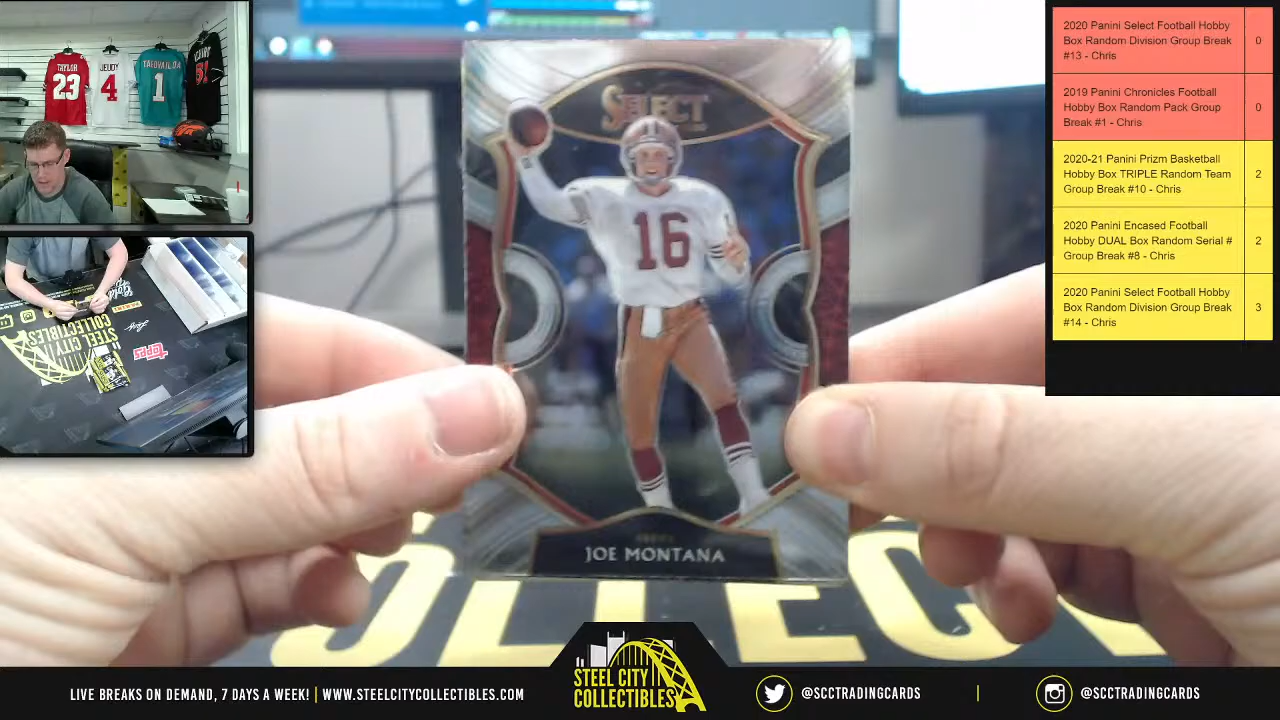 TAYLOR
23
JEUDY
4
TAGOVAILOA
1
STEEL CITY
COLLECTIBLES
SELECT
16
JOE MONTANA
2020 Panini Select Football Hobby
Box Random Division Group Break
#13 - Chris
0
2019 Panini Chronicles Football
Hobby Box Random Pack Group
Break #1 - Chris
0
2020-21 Panini Prizm Basketball
Hobby Box TRIPLE Random Team
Group Break #10 - Chris
2
2020 Panini Encased Football
Hobby DUAL Box Random Serial #
Group Break #8 - Chris
2
2020 Panini Select Football Hobby
Box Random Division Group Break
#14 - Chris
3
LIVE BREAKS ON DEMAND, 7 DAYS A WEEK! | WWW.STEELCITYCOLLECTIBLES.COM
STEEL CITY
COLLECTIBLES
@SCCTRADINGCARDS | @SCCTRADINGCARDS